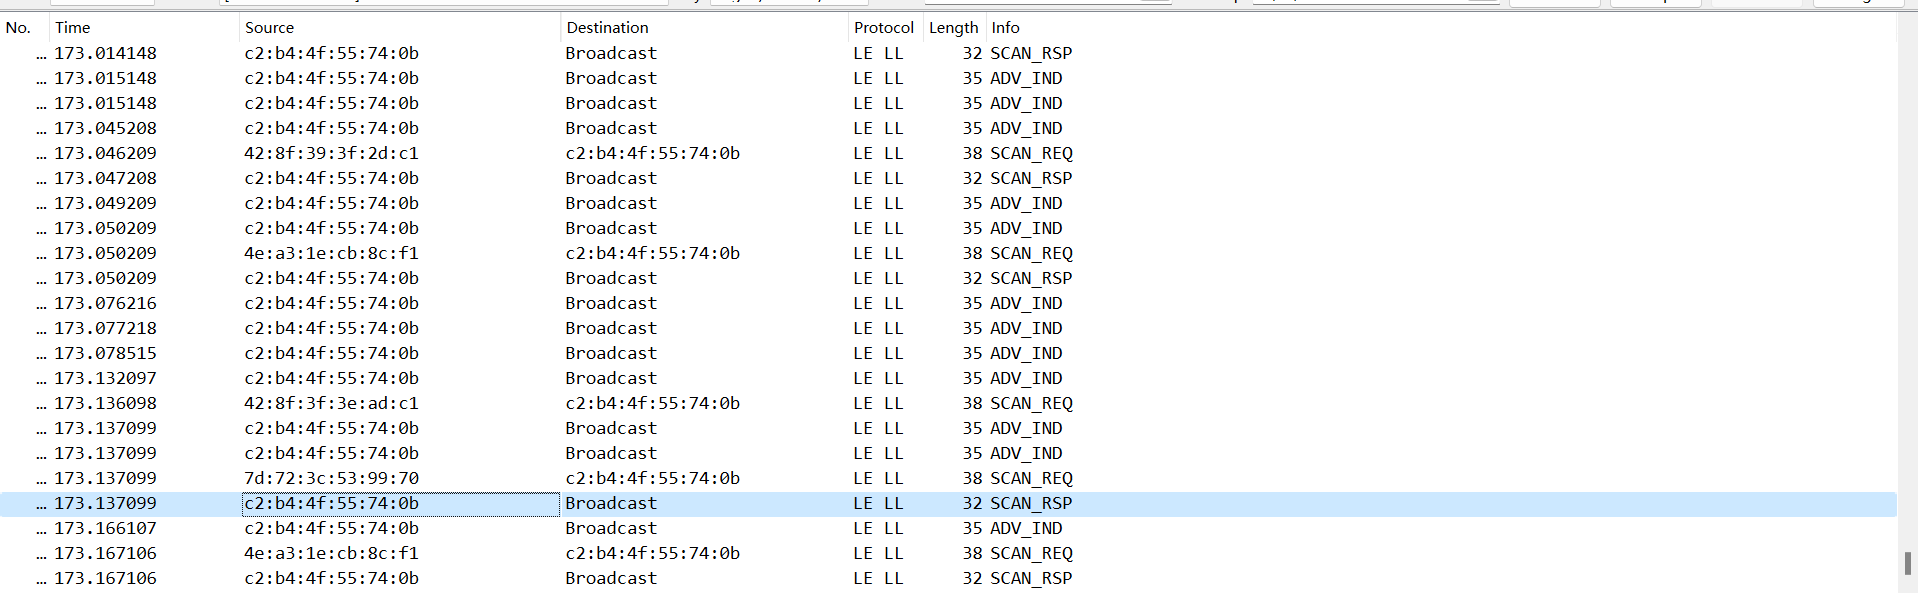 No. Time Source Destination Protocol Length Info
… 173.014148 c2:b4:4f:55:74:0b Broadcast LE LL 32 SCAN_RSP
… 173.015148 c2:b4:4f:55:74:0b Broadcast LE LL 35 ADV_IND
… 173.015148 c2:b4:4f:55:74:0b Broadcast LE LL 35 ADV_IND
… 173.045208 c2:b4:4f:55:74:0b Broadcast LE LL 35 ADV_IND
… 173.046209 42:8f:39:3f:2d:c1 c2:b4:4f:55:74:0b LE LL 38 SCAN_REQ
… 173.047208 c2:b4:4f:55:74:0b Broadcast LE LL 32 SCAN_RSP
… 173.049209 c2:b4:4f:55:74:0b Broadcast LE LL 35 ADV_IND
… 173.050209 c2:b4:4f:55:74:0b Broadcast LE LL 35 ADV_IND
… 173.050209 4e:a3:1e:cb:8c:f1 c2:b4:4f:55:74:0b LE LL 38 SCAN_REQ
… 173.050209 c2:b4:4f:55:74:0b Broadcast LE LL 32 SCAN_RSP
… 173.076216 c2:b4:4f:55:74:0b Broadcast LE LL 35 ADV_IND
… 173.077218 c2:b4:4f:55:74:0b Broadcast LE LL 35 ADV_IND
… 173.078515 c2:b4:4f:55:74:0b Broadcast LE LL 35 ADV_IND
… 173.132097 c2:b4:4f:55:74:0b Broadcast LE LL 35 ADV_IND
… 173.136098 42:8f:3f:3e:ad:c1 c2:b4:4f:55:74:0b LE LL 38 SCAN_REQ
… 173.137099 c2:b4:4f:55:74:0b Broadcast LE LL 35 ADV_IND
… 173.137099 c2:b4:4f:55:74:0b Broadcast LE LL 35 ADV_IND
… 173.137099 7d:72:3c:53:99:70 c2:b4:4f:55:74:0b LE LL 38 SCAN_REQ
… 173.137099 c2:b4:4f:55:74:0b Broadcast LE LL 32 SCAN_RSP
… 173.166107 c2:b4:4f:55:74:0b Broadcast LE LL 35 ADV_IND
… 173.167106 4e:a3:1e:cb:8c:f1 c2:b4:4f:55:74:0b LE LL 38 SCAN_REQ
… 173.167106 c2:b4:4f:55:74:0b Broadcast LE LL 32 SCAN_RSP